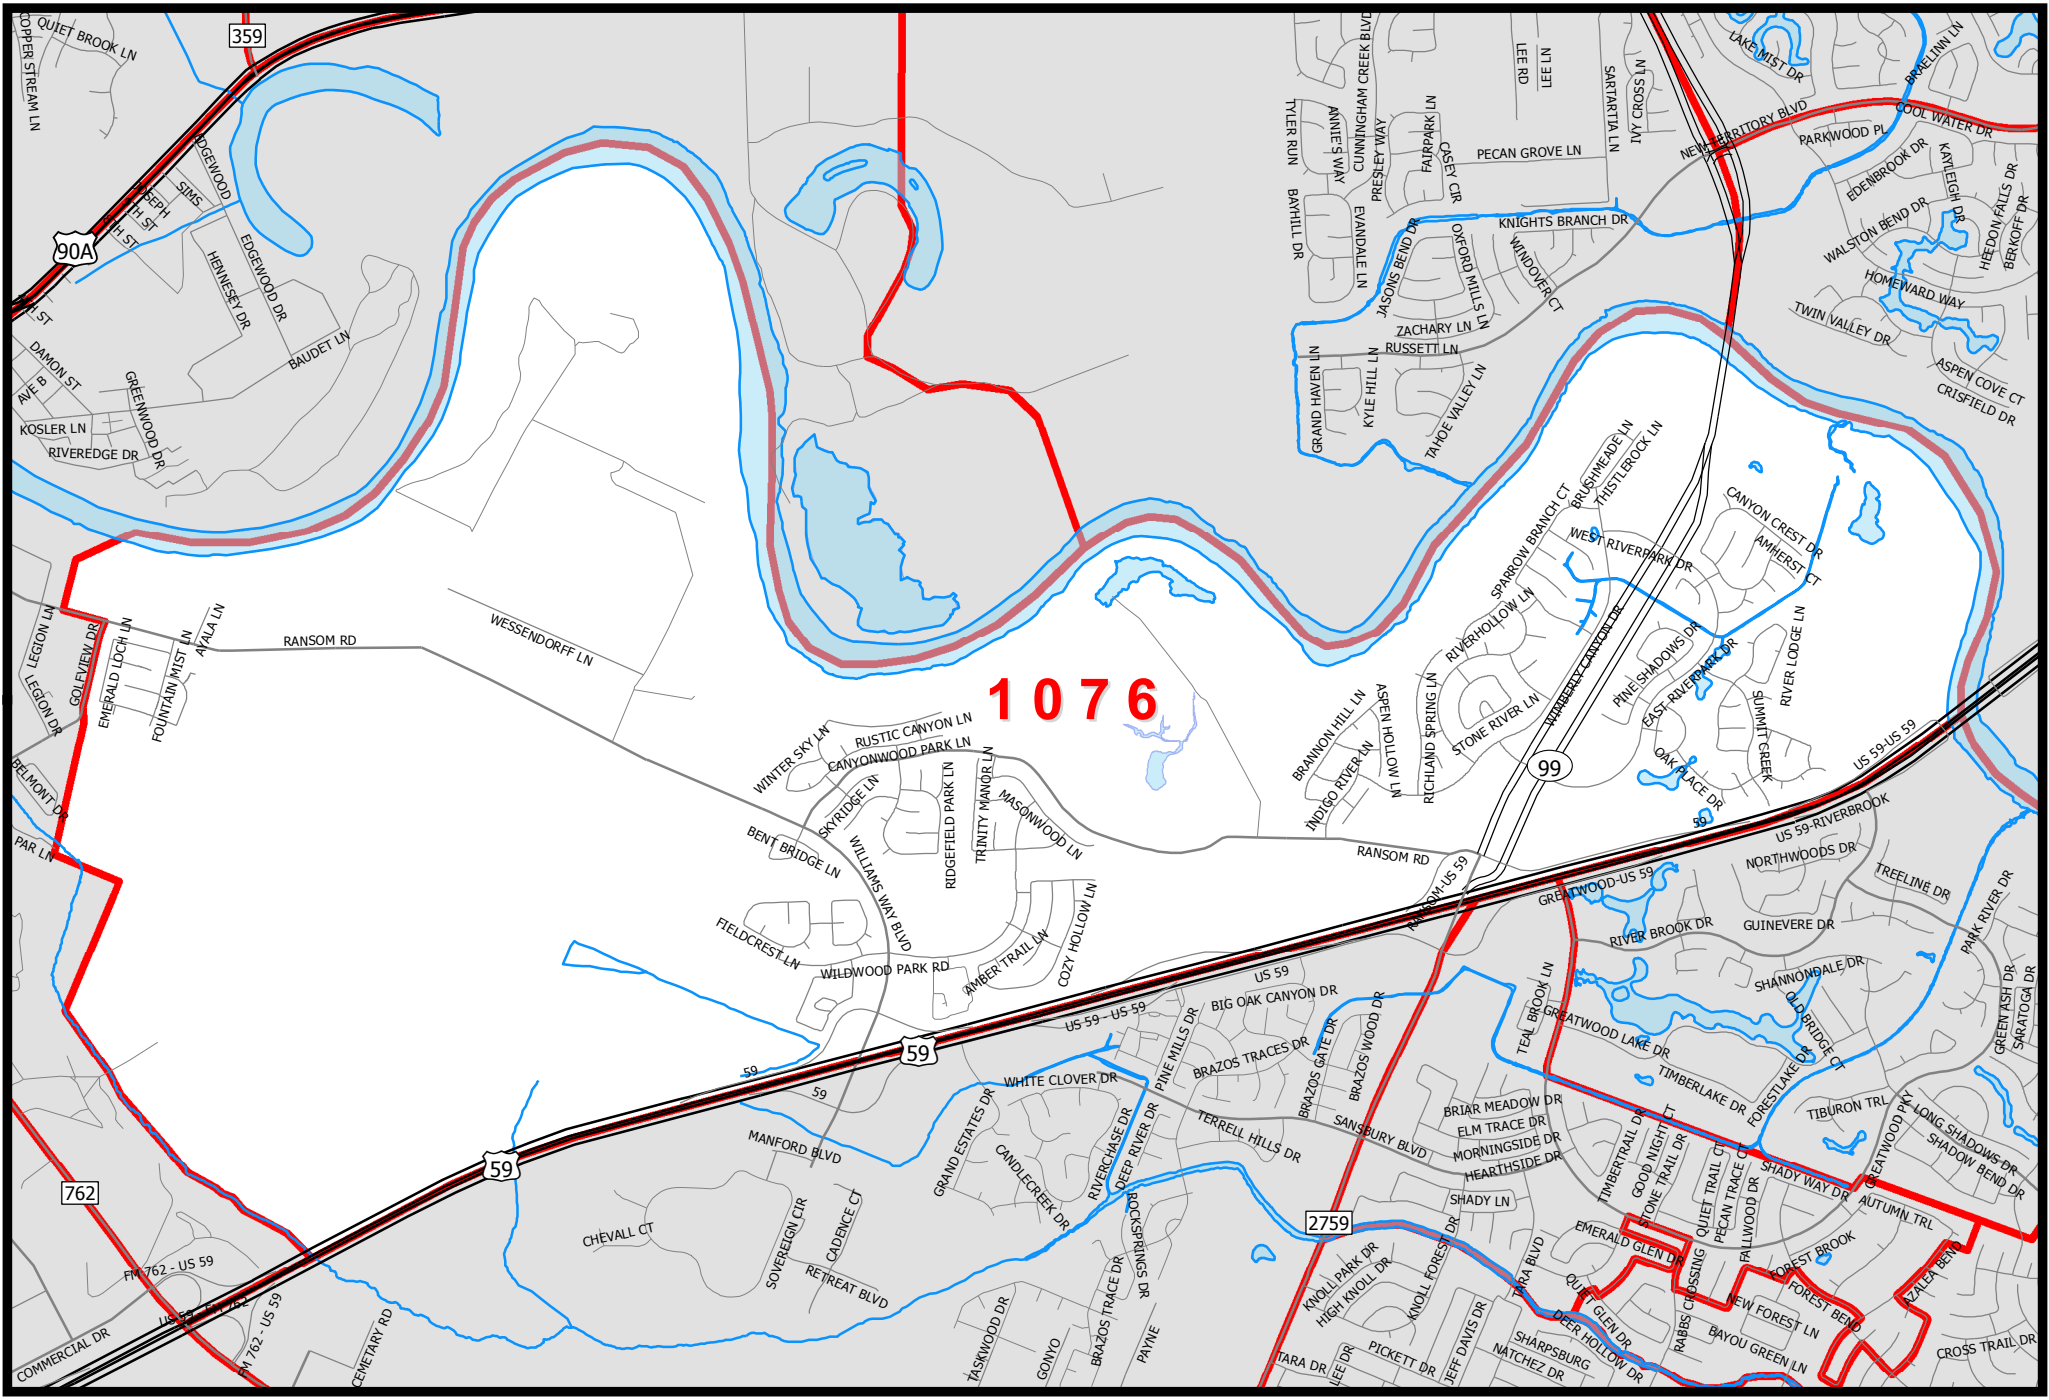 COPPER STREAM LN
QUIET BROOK LN
359
LAKE MIST DR
BRAELINN LN
LEE RD
LEE LN
SARTARTIA LN
IVY CROSS LN
NEW TERRITORY BLVD
COOL WATER DR
PARKWOOD PL
TYLER RUN
ANNIE'S WAY
CUNNINGHAM CREEK BLVD
PRESLEY WAY
FAIRPARK LN
CASEY CIR
PECAN GROVE LN
EDENBROOK DR
KAYLEIGH DR
HEEDON FALLS DR
BERKOFF DR
EDGEWOOD
JOSEPH
SIMS
7TH ST
90A
BAYHILL DR
EVANDALE LN
JASONS BEND DR
OXFORD MILLS LN
KNIGHTS BRANCH DR
WINDOVER CT
WALSTON BEND DR
HOMEWARD WAY
TWIN VALLEY DR
HENNESEY DR
EDGEWOOD DR
BAUDET LN
ZACHARY LN
RUSSETT LN
ASPEN COVE CT
CRISFIELD DR
DAMON ST
AVE B
GREENWOOD DR
KOSLER LN
RIVEREDGE DR
GRAND HAVEN LN
KYLE HILL LN
TAHOE VALLEY LN
BRUSHMEADE LN
THISTLEROCK LN
SPARROW BRANCH CT
WEST RIVERPARK DR
CANYON CREST DR
AMHERST CT
LEGION LN
LEGION DR
GOLFVIEW DR
EMERALD LOCH LN
FOUNTAIN MIST LN
AYALA LN
RANSOM RD
WESSENDORFF LN
1076
RIVERHOLLOW LN
WIMBERLY CANYON DR
PINE SHADOWS DR
EAST RIVERPARK DR
RIVER LODGE LN
SUMMIT CREEK
OAK PLACE DR
STONE RIVER LN
RICHLAND SPRING LN
ASPEN HOLLOW LN
BRANNON HILL LN
INDIGO RIVER LN
99
US 59-US 59
59
US 59-RIVERBROOK
BELMONT DR
PAR LN
WINTER SKY LN
RUSTIC CANYON LN
CANYONWOOD PARK LN
SKYRIDGE LN
BENT BRIDGE LN
WILLIAMS WAY BLVD
RIDGEFIELD PARK LN
TRINITY MANOR LN
MASONWOOD LN
RANSOM RD
RANSOM-US 59
GREATWOOD-US 59
NORTHWOODS DR
TREELINE DR
PARK RIVER DR
FIELDCREST LN
WILDWOOD PARK RD
AMBER TRAIL LN
COZY HOLLOW LN
RIVER BROOK DR
GUINEVERE DR
SHANNONDALE DR
OLD BRIDGE CT
GREEN ASH DR
SARATOGA DR
US 59
US 59 - US 59
BIG OAK CANYON DR
BRAZOS TRACES DR
BRAZOS GATE DR
BRAZOS WOOD DR
PINE MILLS DR
TEAL BROOK LN
GREATWOOD LAKE DR
TIMBERLAKE DR
FORESTLAKE DR
TIBURON TRL
GREATWOOD PKY
LONG SHADOWS DR
SHADOW BEND DR
59
59
59
59
WHITE CLOVER DR
GRAND ESTATES DR
CANDLECREEK DR
RIVERCHASE DR
DEEP RIVER DR
ROCKSPRINGS DR
TERRELL HILLS DR
SANSBURY BLVD
BRIAR MEADOW DR
ELM TRACE DR
MORNINGSIDE DR
HEARTHSIDE DR
SHADY LN
TIMBERTRAIL DR
GOOD NIGHT CT
STONE TRAIL DR
QUIET TRAIL CT
PECAN TRACE CT
FALLWOOD DR
SHADY WAY DR
AUTUMN TRL
MANFORD BLVD
762
CHEVALL CT
SOVEREIGN CIR
CADENCE CT
RETREAT BLVD
2759
KNOLL PARK DR
HIGH KNOLL DR
KNOLL FOREST DR
TARA BLVD
EMERALD GLEN DR
QUIET GLEN DR
DEER HOLLOW DR
RABBS CROSSING
NEW FOREST LN
BAYOU GREEN LN
FOREST BROOK
FOREST BEND
AZALEA BEND
CROSS TRAIL DR
FM 762 - US 59
US 59 - FM 762
FM 762 - US 59
COMMERCIAL DR
CEMETARY RD
TASKWOOD DR
GONYO
BRAZOS TRACE DR
PAYNE
TARA DR
LEE DR
PICKETT DR
JEFF DAVIS DR
SHARPSBURG
NATCHEZ DR